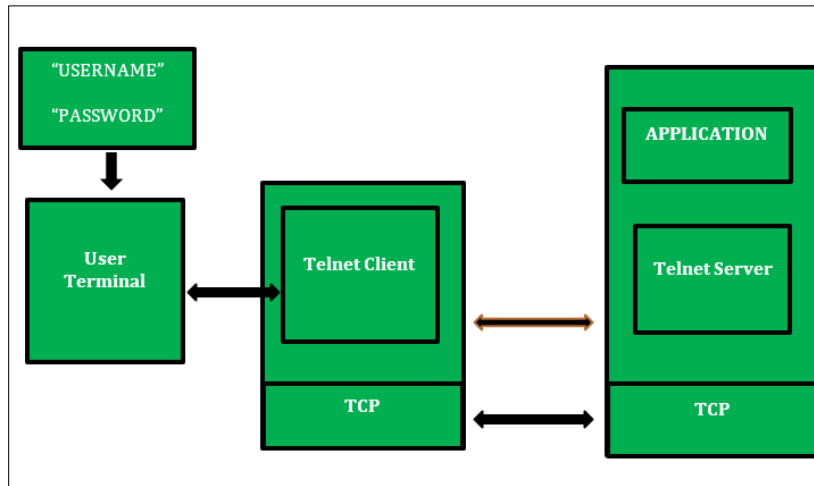 “USERNAME”
“PASSWORD”
User
Terminal
Telnet Client
TCP
APPLICATION
Telnet Server
TCP